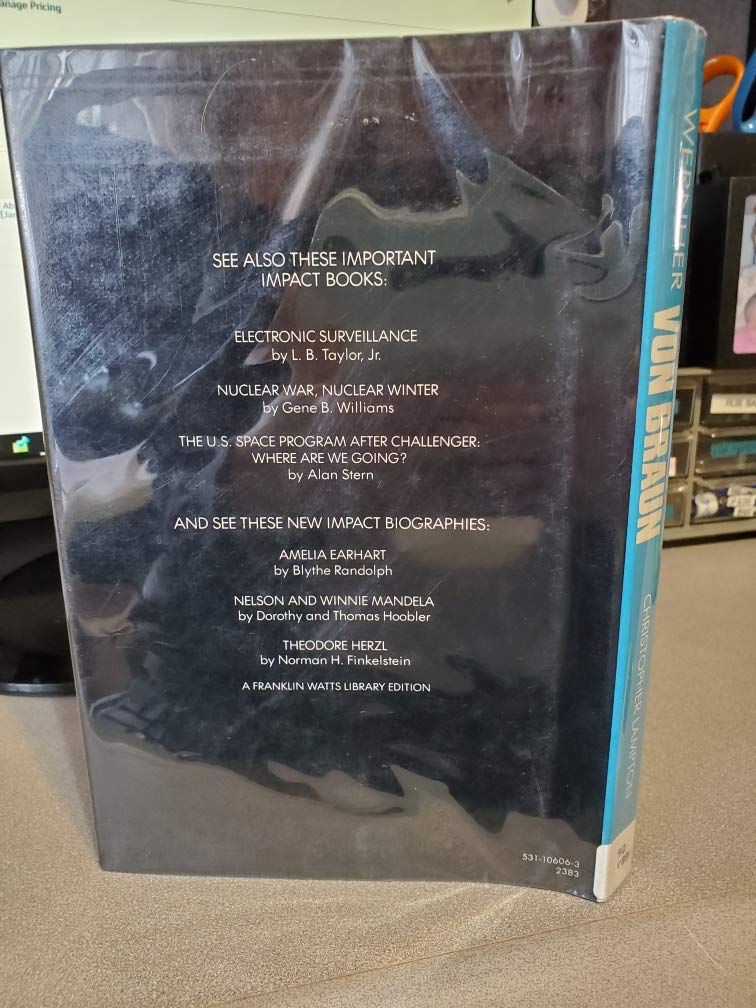 anage Pricing
SEE ALSO THESE IMPORTANT
IMPACT BOOKS:
ELECTRONIC SURVEILLANCE
by L. B. Taylor, Jr.
NUCLEAR WAR, NUCLEAR WINTER
by Gene B. Williams
THE U.S. SPACE PROGRAM AFTER CHALLENGER:
WHERE ARE WE GOING?
by Alan Stern
AND SEE THESE NEW IMPACT BIOGRAPHIES:
AMELIA EARHART
by Blythe Randolph
NELSON AND WINNIE MANDELA
by Dorothy and Thomas Hoobler
THEODORE HERZL
by Norman H. Finkelstein
A FRANKLIN WATTS LIBRARY EDITION
531-10606-3
2383
WERNHER VON BRAUN
CHRISTOPHER LAMPTON